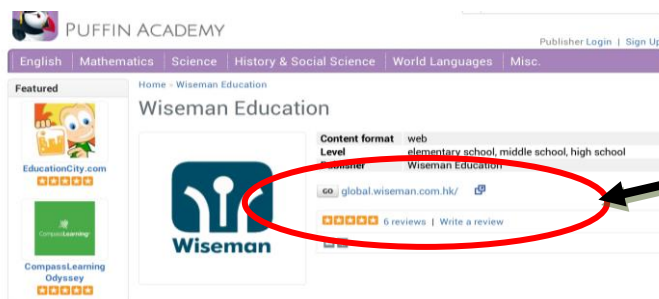 PUFFIN ACADEMY
Publisher Login | Sign Up
English Mathematics Science History & Social Science World Languages Misc.
Featured
EducationCity.com
CompassLearning
CompassLearning
Odyssey
Home » Wiseman Education
Wiseman Education
Wiseman
Content format web
Level elementary school, middle school, high school
Publisher Wiseman Education
GO global.wiseman.com.hk/
6 reviews | Write a review